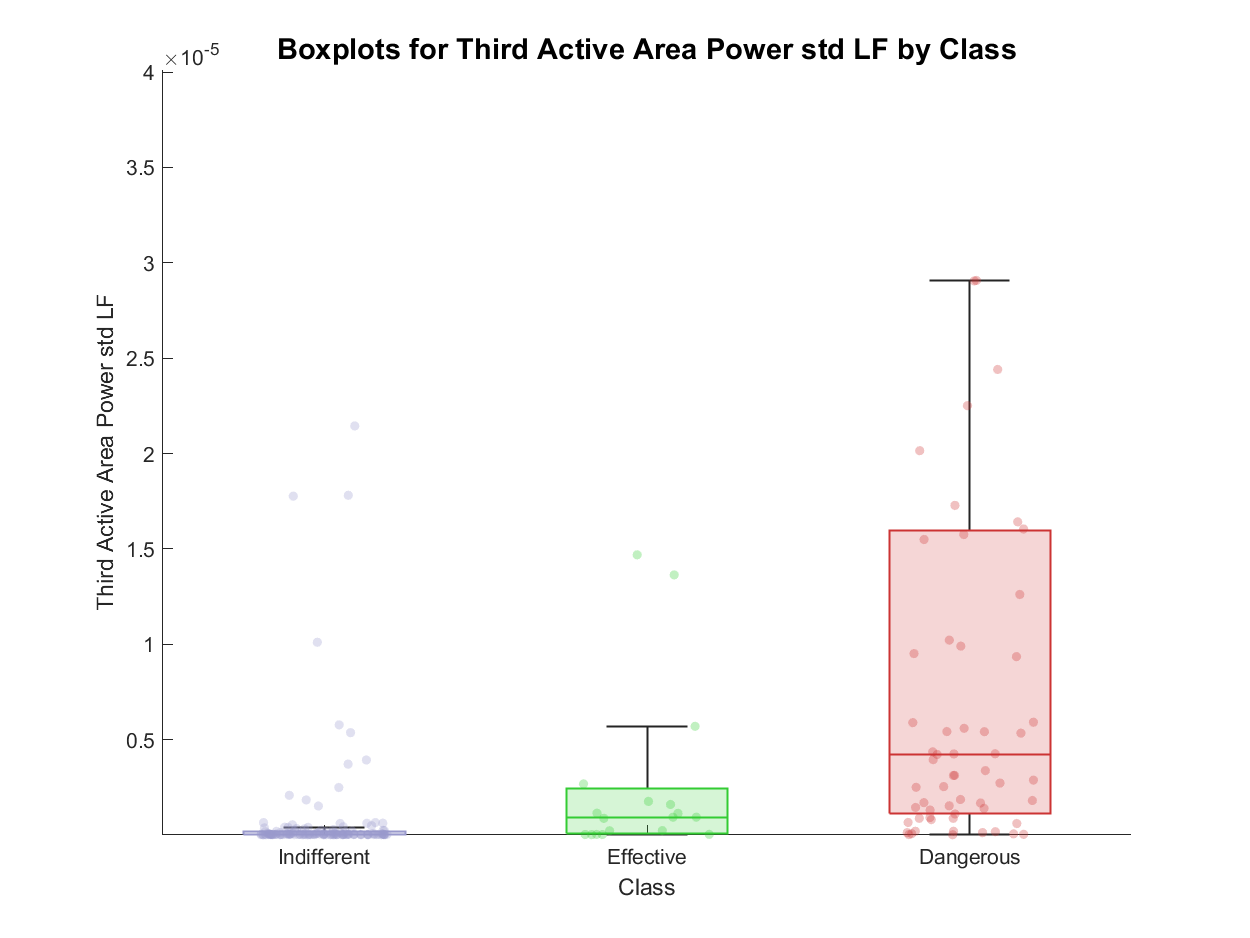 Boxplots for Third Active Area Power std LF by Class
×10-5
4
3.5
3
2.5
2
1.5
1
0.5
Third Active Area Power std LF
Indifferent Effective Dangerous
Class